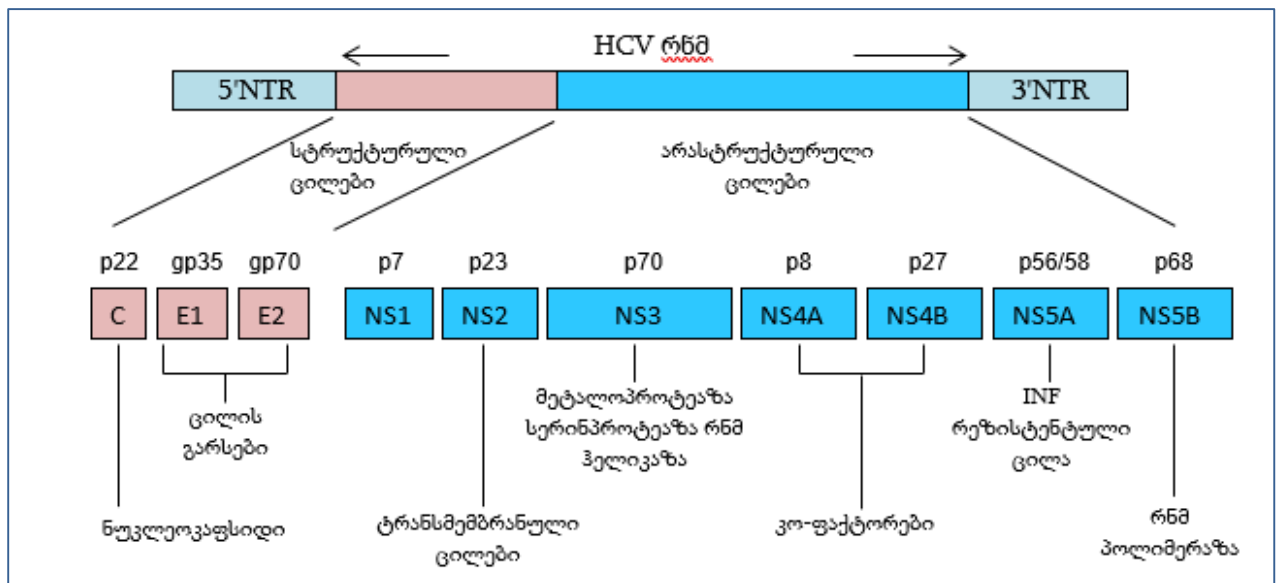 HCV რნმ
5'NTR
3'NTR
სტრუქტურული
ცილები
არასტრუქტურული
ცილები
p22 gp35 gp70 p7 p23 p70 p8 p27 p56/58 p68
C E1 E2 NS1 NS2 NS3 NS4A NS4B NS5A NS5B
ცილის
გარსები
მეტალოპროტეაზა
სერინპროტეაზა რნმ
ჰელიკაზა
INF
რეზისტენტული
ცილა
ნუკლეოკაფსიდი
ტრანსმემბრანული
ცილები
კო-ფაქტორები
რნმ
პოლიმერაზა